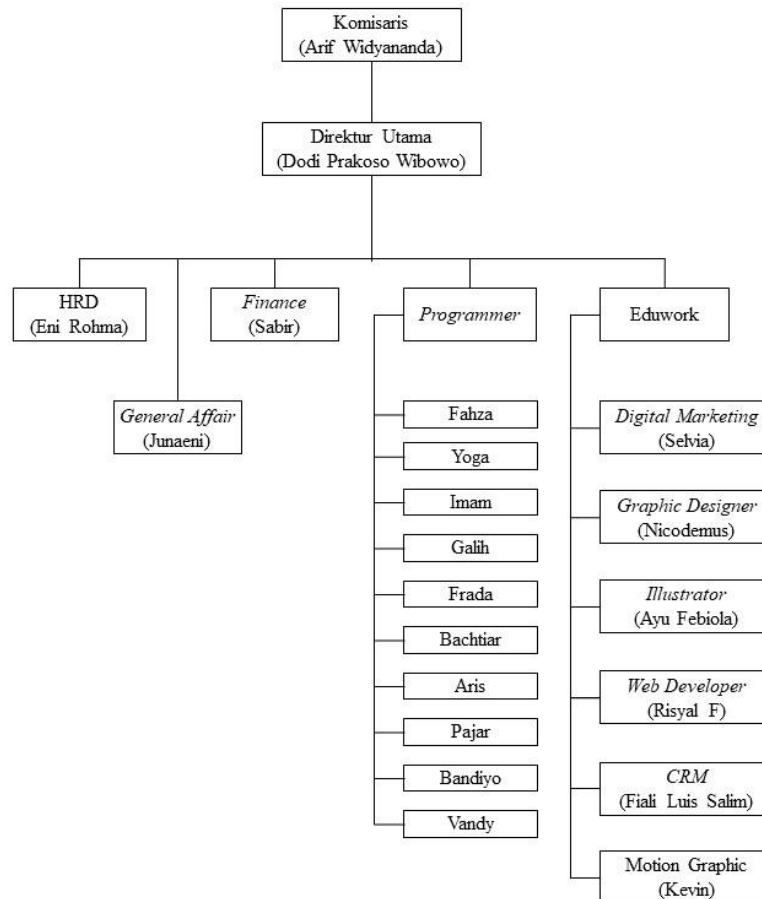 Komisaris
(Arif Widyananda)
Direktur Utama
(Dodi Prakoso Wibowo)
HRD
(Eni Rohma)
Finance
(Sabir)
Programmer
Eduwork
General Affair
(Junaeni)
Fahza
Yoga
Imam
Galih
Frada
Bachtiar
Aris
Pajar
Bandiyo
Vandy
Digital Marketing
(Selvia)
Graphic Designer
(Nicodemus)
Illustrator
(Ayu Febiola)
Web Developer
(Risyal F)
CRM
(Fiali Luis Salim)
Motion Graphic
(Kevin)